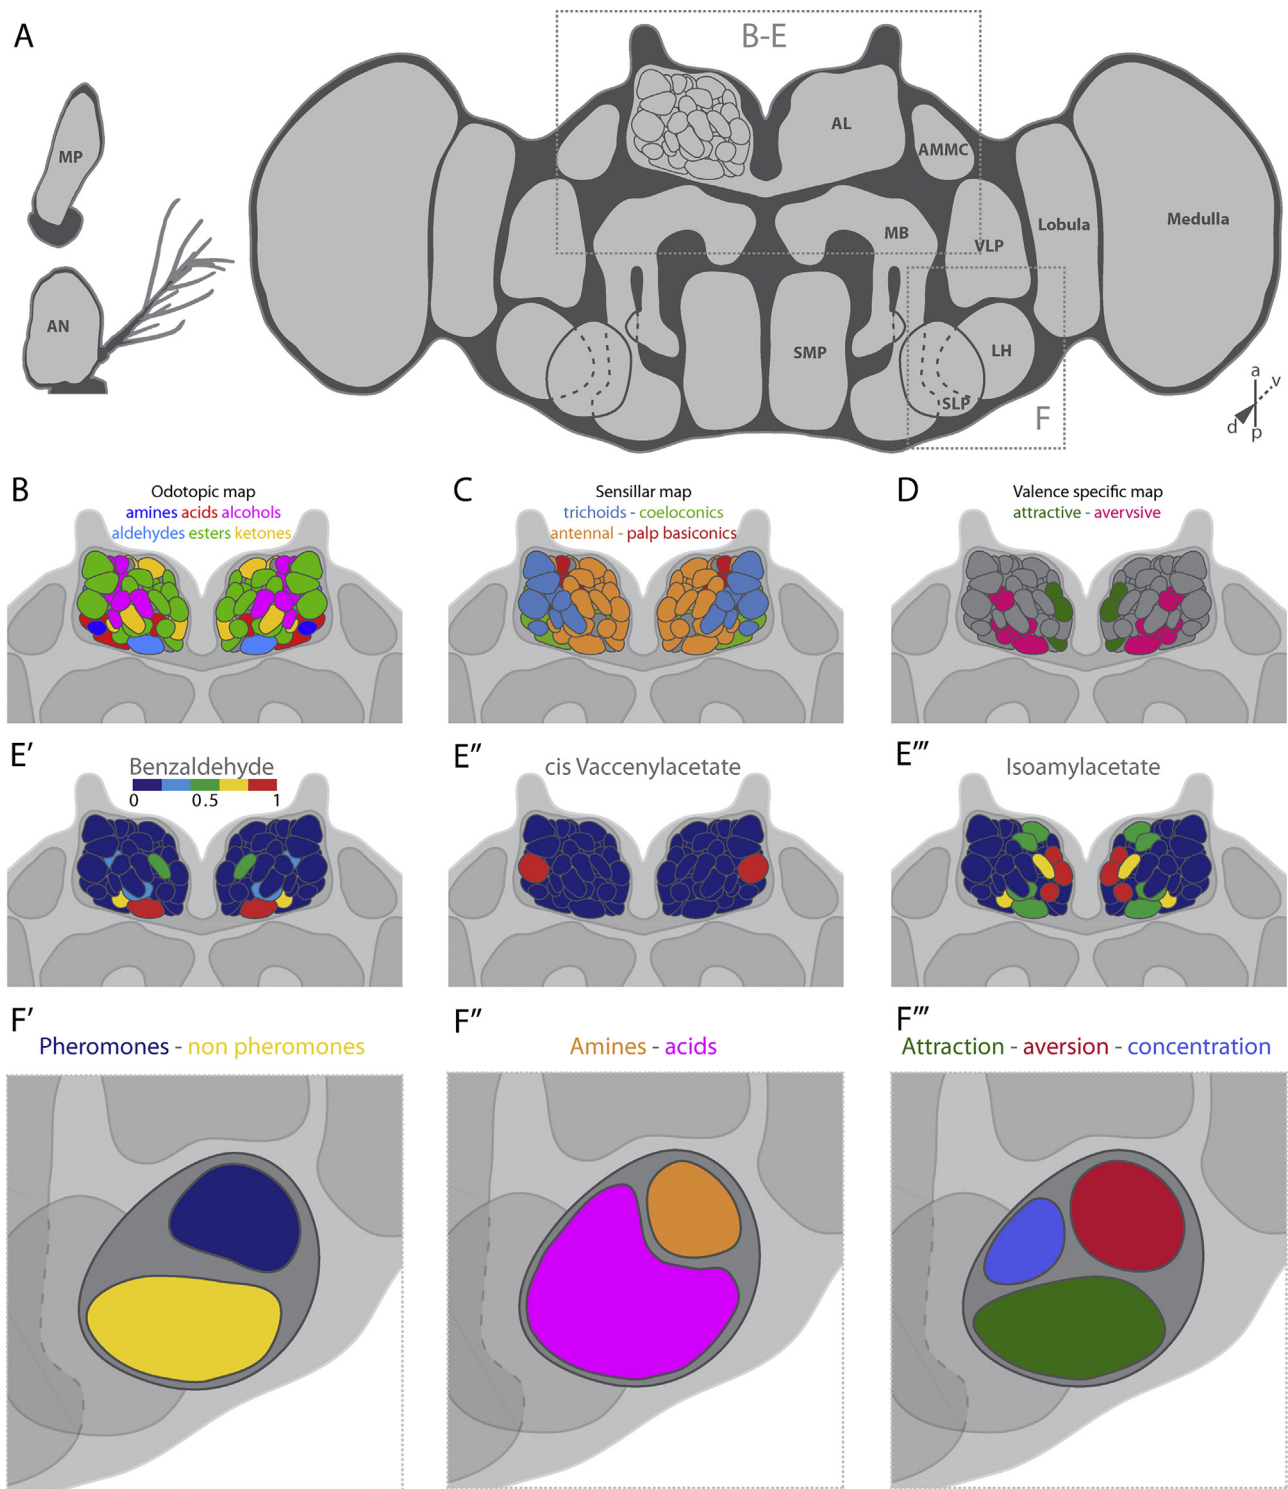 A
B-E
MP
AN
AL
AMMC
MB
VLP
Lobula
Medulla
SMP
LH
SLP
F
a
v
d
p
B
Odotopic map
amines acids alcohols
aldehydes esters ketones
C
Sensillar map
trichoids - coeloconics
antennal - palp basiconics
D
Valence specific map
attractive - avervsive
E′
Benzaldehyde
0 0.5 1
E″
cis Vaccenylacetate
E‴
Isoamylacetate
F′
Pheromones - non pheromones
F″
Amines - acids
F‴
Attraction - aversion - concentration